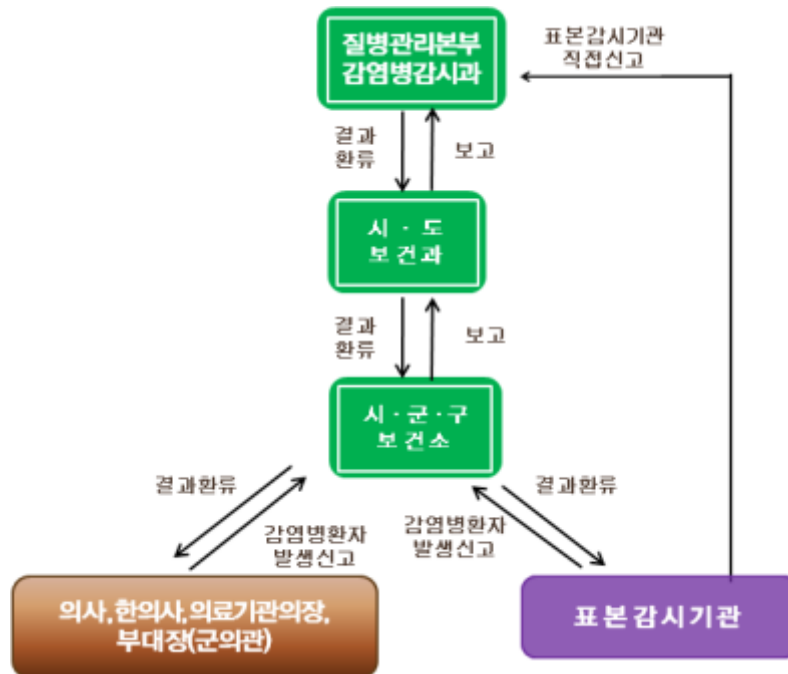 질병관리본부
감염병감시과
표본감시기관
직접신고
결과
환류
보고
시 · 도
보건과
결과
환류
보고
시 · 군 · 구
보건소
결과환류
감염병환자
발생신고
감염병환자
발생신고
결과환류
의사,한의사,의료기관의장,
부대장(군의관)
표본감시기관